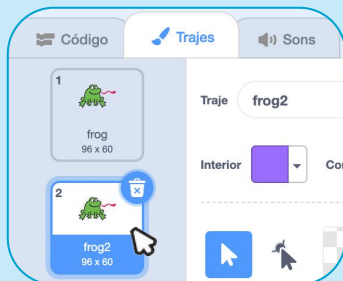 Código Trajes Sons
1
frog
96 x 60
Traje frog2
Interior Co
2
frog2
96 x 60